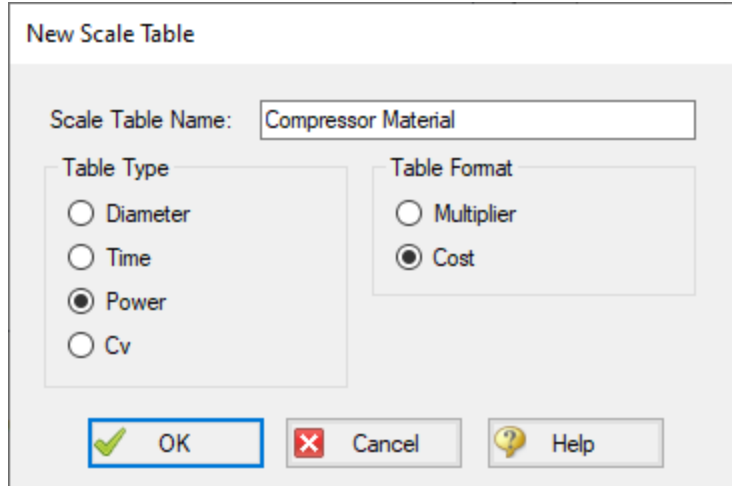 New Scale Table
Scale Table Name: Compressor Material
Table Type
Diameter
Time
Power
Cv
Table Format
Multiplier
Cost
OK Cancel Help